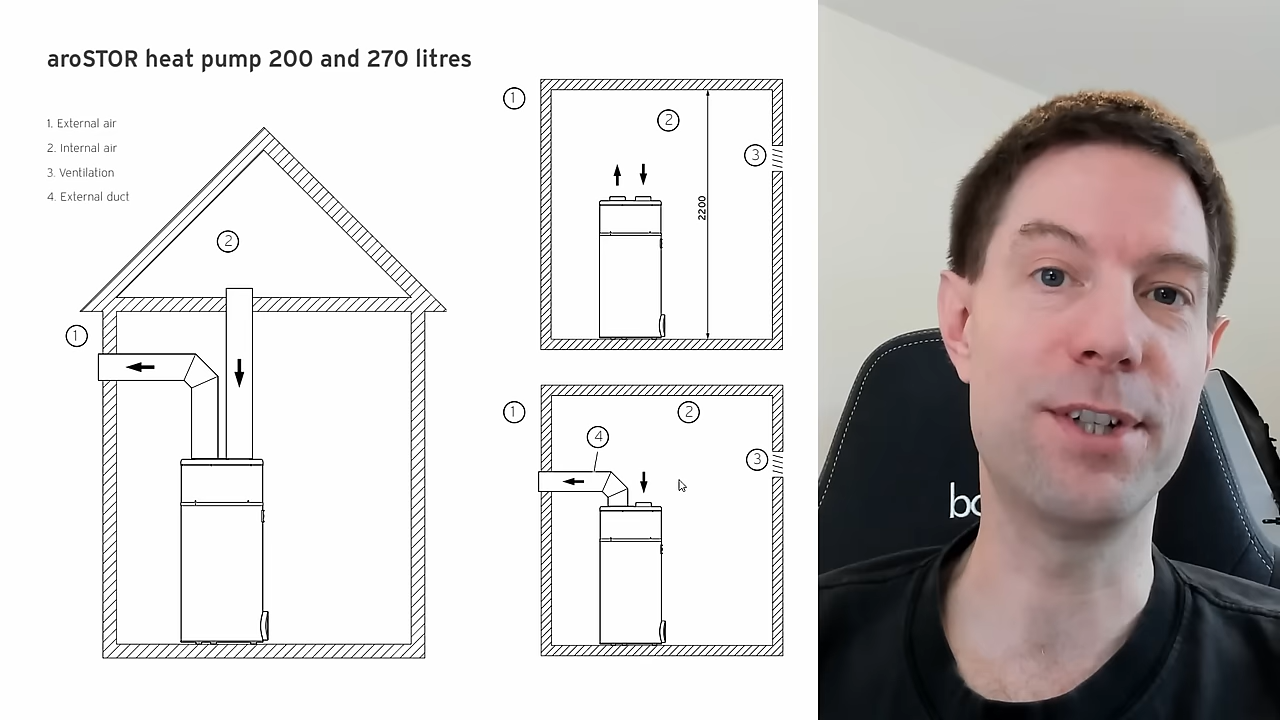 aroSTOR heat pump 200 and 270 litres
1. External air
2. Internal air
3. Ventilation
4. External duct
2
1
1
2
3
2200
1
2
4
3
bo